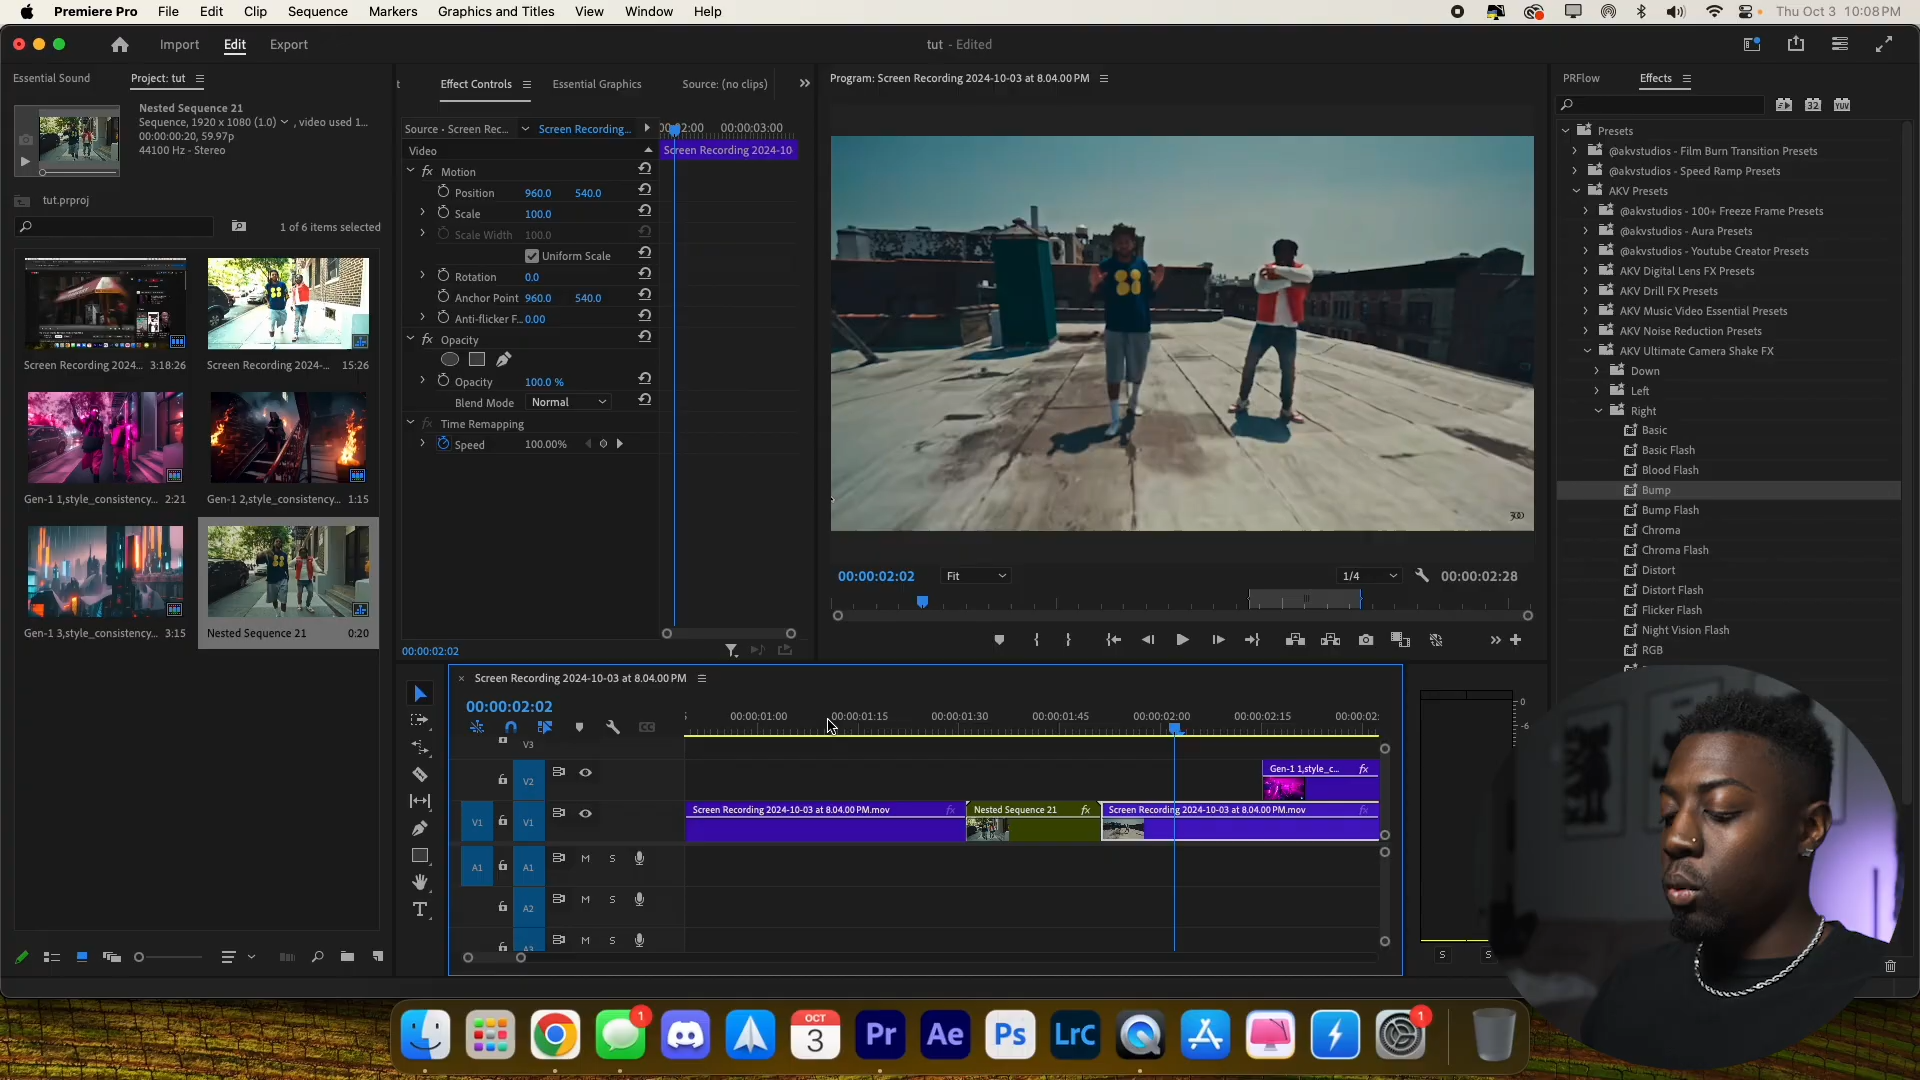 Premiere Pro File Edit Clip Sequence Markers Graphics and Titles View Window Help
Thu Oct 3 10:08 PM
Import Edit Export
tut - Edited
Essential Sound Project: tut
Nested Sequence 21
Sequence, 1920 x 1080 (1.0) , video used 1...
00:00:00:20, 59.97p
44100 Hz - Stereo
tut.prproj
1 of 6 items selected
Screen Recording 2024... 3:18:26
Screen Recording 2024-... 15:26
Gen-1 1,style_consistency... 2:21
Gen-1 2,style_consistency... 1:15
Gen-1 3,style_consistency... 3:15
Nested Sequence 21 0:20
t Effect Controls Essential Graphics Source: (no clips)
Source • Screen Rec... Screen Recording...
00:00:03:00
Video
Screen Recording 2024-10
fx Motion
Position 960.0 540.0
Scale 100.0
Scale Width 100.0
Uniform Scale
Rotation 0.0
Anchor Point 960.0 540.0
Anti-flicker F... 0.00
fx Opacity
Opacity 100.0 %
Blend Mode Normal
fx Time Remapping
Speed 100.00%
00:00:02:02
Program: Screen Recording 2024-10-03 at 8.04.00 PM
00:00:02:02 Fit 1/4 00:00:02:28
PRFlow Effects
32 YUV
Presets
@akvstudios - Film Burn Transition Presets
@akvstudios - Speed Ramp Presets
AKV Presets
@akvstudios - 100+ Freeze Frame Presets
@akvstudios - Aura Presets
@akvstudios - Youtube Creator Presets
AKV Digital Lens FX Presets
AKV Drill FX Presets
AKV Music Video Essential Presets
AKV Noise Reduction Presets
AKV Ultimate Camera Shake FX
Down
Left
Right
Basic
Basic Flash
Blood Flash
Bump
Bump Flash
Chroma
Chroma Flash
Distort
Distort Flash
Flicker Flash
Night Vision Flash
RGB
Screen Recording 2024-10-03 at 8.04.00 PM
00:00:02:02
00:00:01:00 00:00:01:15 00:00:01:30 00:00:01:45 00:00:02:00 00:00:02:15 00:00:02:
V3
V2
Gen-1 1,style_c... fx
V1 V1
Screen Recording 2024-10-03 at 8.04.00 PM.mov fx
Nested Sequence 21 fx
Screen Recording 2024-10-03 at 8.04.00 PM.mov fx
A1 A1 M S
A2 M S
A3 M S
0
-6
S S
OCT
3
Pr Ae Ps LrC
1
1